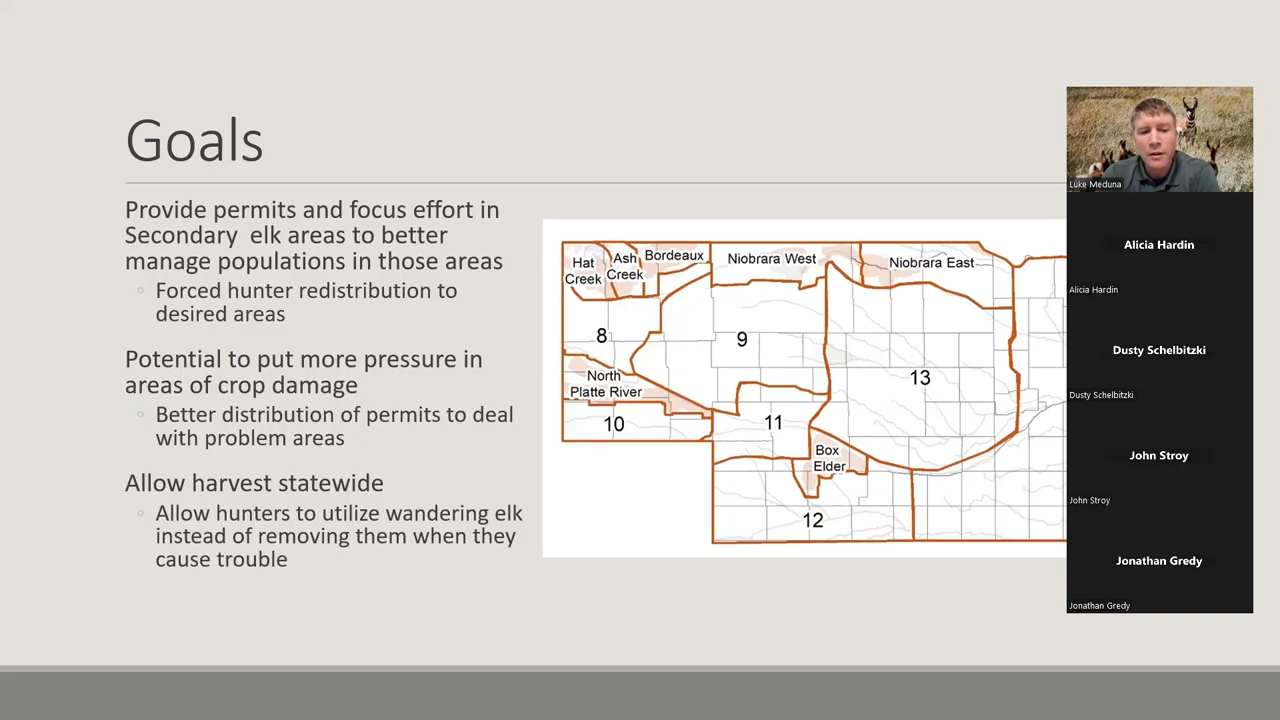 Goals
Provide permits and focus effort in
Secondary elk areas to better
manage populations in those areas
Forced hunter redistribution to
desired areas
Potential to put more pressure in
areas of crop damage
Better distribution of permits to deal
with problem areas
Allow harvest statewide
Allow hunters to utilize wandering elk
instead of removing them when they
cause trouble
Hat
Creek
Ash
Creek
Bordeaux
Niobrara West
Niobrara East
8
9
13
North
Platte River
10
11
Box
Elder
12
Luke Meduna
Alicia Hardin
Alicia Hardin
Dusty Schelbitzki
Dusty Schelbitzki
John Stroy
John Stroy
Jonathan Gredy
Jonathan Gredy